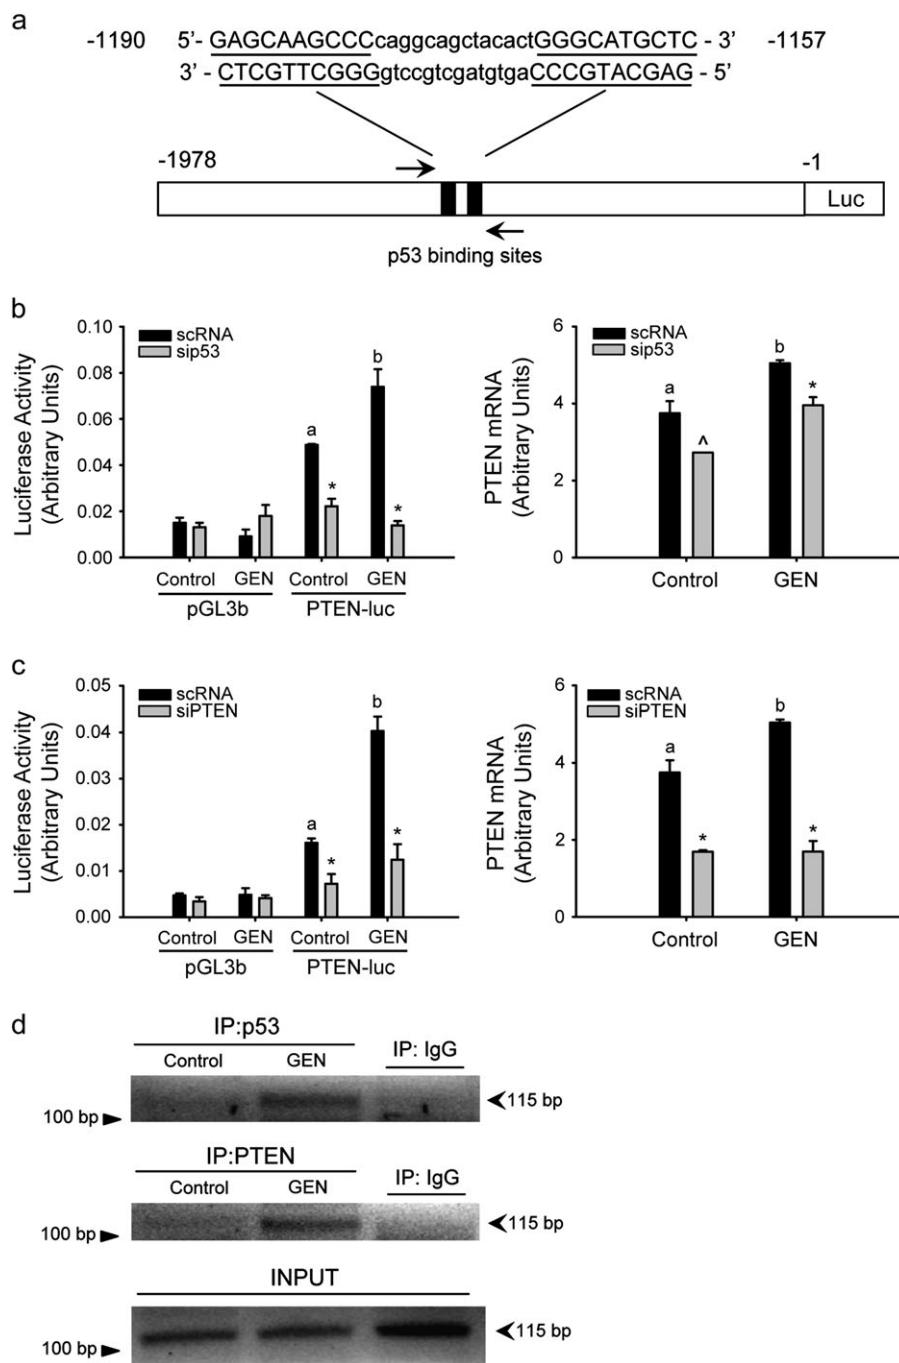 a
-1190 5'- GAGCAAGCCCcaggcagctacactGGGCATGCTC - 3' -1157
3' - CTCGTTCGGGgtccgtcgatgtgaCCCGTACGAG - 5'
-1978 -1
Luc
p53 binding sites
b
Luciferase Activity
(Arbitrary Units)
0.10
0.08
0.06
0.04
0.02
0.00
scRNA
sip53
a
*
b
*
Control GEN Control GEN
pGL3b PTEN-luc
PTEN mRNA
(Arbitrary Units)
6
4
2
0
scRNA
sip53
a
^
b
*
Control GEN
c
Luciferase Activity
(Arbitrary Units)
0.05
0.04
0.03
0.02
0.01
0.00
scRNA
siPTEN
a
*
b
*
Control GEN Control GEN
pGL3b PTEN-luc
PTEN mRNA
(Arbitrary Units)
6
4
2
0
scRNA
siPTEN
a
*
b
*
Control GEN
d
IP:p53
Control GEN IP: IgG
100 bp 115 bp
IP:PTEN
Control GEN IP: IgG
100 bp 115 bp
INPUT
100 bp 115 bp